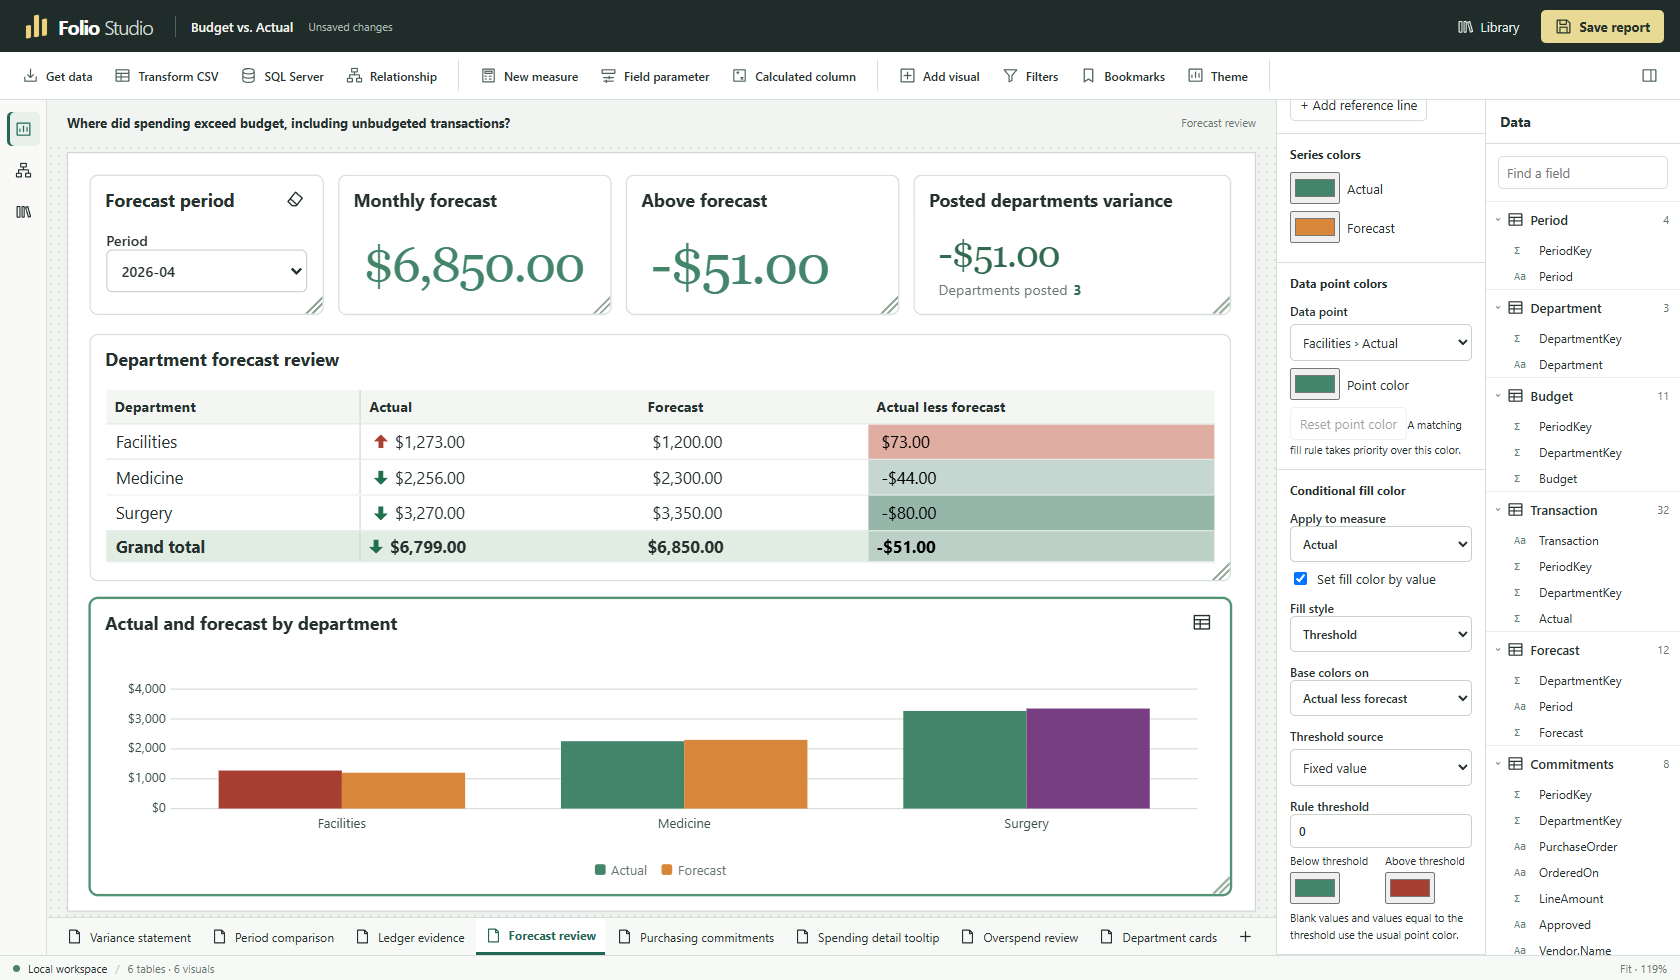 Folio Studio
Budget vs. Actual
Unsaved changes
Library
Save report
Get data
Transform CSV
SQL Server
Relationship
New measure
Field parameter
Calculated column
Add visual
Filters
Bookmarks
Theme
Where did spending exceed budget, including unbudgeted transactions?
Forecast review
Forecast period
Period
2026-04
Monthly forecast
$6,850.00
Above forecast
-$51.00
Posted departments variance
-$51.00
Departments posted 3
Department forecast review
Department Actual Forecast Actual less forecast
Facilities $1,273.00 $1,200.00 $73.00
Medicine $2,256.00 $2,300.00 -$44.00
Surgery $3,270.00 $3,350.00 -$80.00
Grand total $6,799.00 $6,850.00 -$51.00
Actual and forecast by department
$4,000
$3,000
$2,000
$1,000
$0
Facilities
Medicine
Surgery
Actual
Forecast
+ Add reference line
Series colors
Actual
Forecast
Data point colors
Data point
Facilities › Actual
Point color
Reset point color
A matching
fill rule takes priority over this color.
Conditional fill color
Apply to measure
Actual
Set fill color by value
Fill style
Threshold
Base colors on
Actual less forecast
Threshold source
Fixed value
Rule threshold
0
Below threshold
Above threshold
Blank values and values equal to the
threshold use the usual point color.
Data
Find a field
Period 4
Σ PeriodKey
Aa Period
Department 3
Σ DepartmentKey
Aa Department
Budget 11
Σ PeriodKey
Σ DepartmentKey
Σ Budget
Transaction 32
Aa Transaction
Σ PeriodKey
Σ DepartmentKey
Σ Actual
Forecast 12
Σ DepartmentKey
Aa Period
Σ Forecast
Commitments 8
Σ PeriodKey
Σ DepartmentKey
Aa PurchaseOrder
Aa OrderedOn
Σ LineAmount
Aa Approved
Aa Vendor.Name
Variance statement
Period comparison
Ledger evidence
Forecast review
Purchasing commitments
Spending detail tooltip
Overspend review
Department cards
+
Local workspace / 6 tables · 6 visuals
Fit · 119%